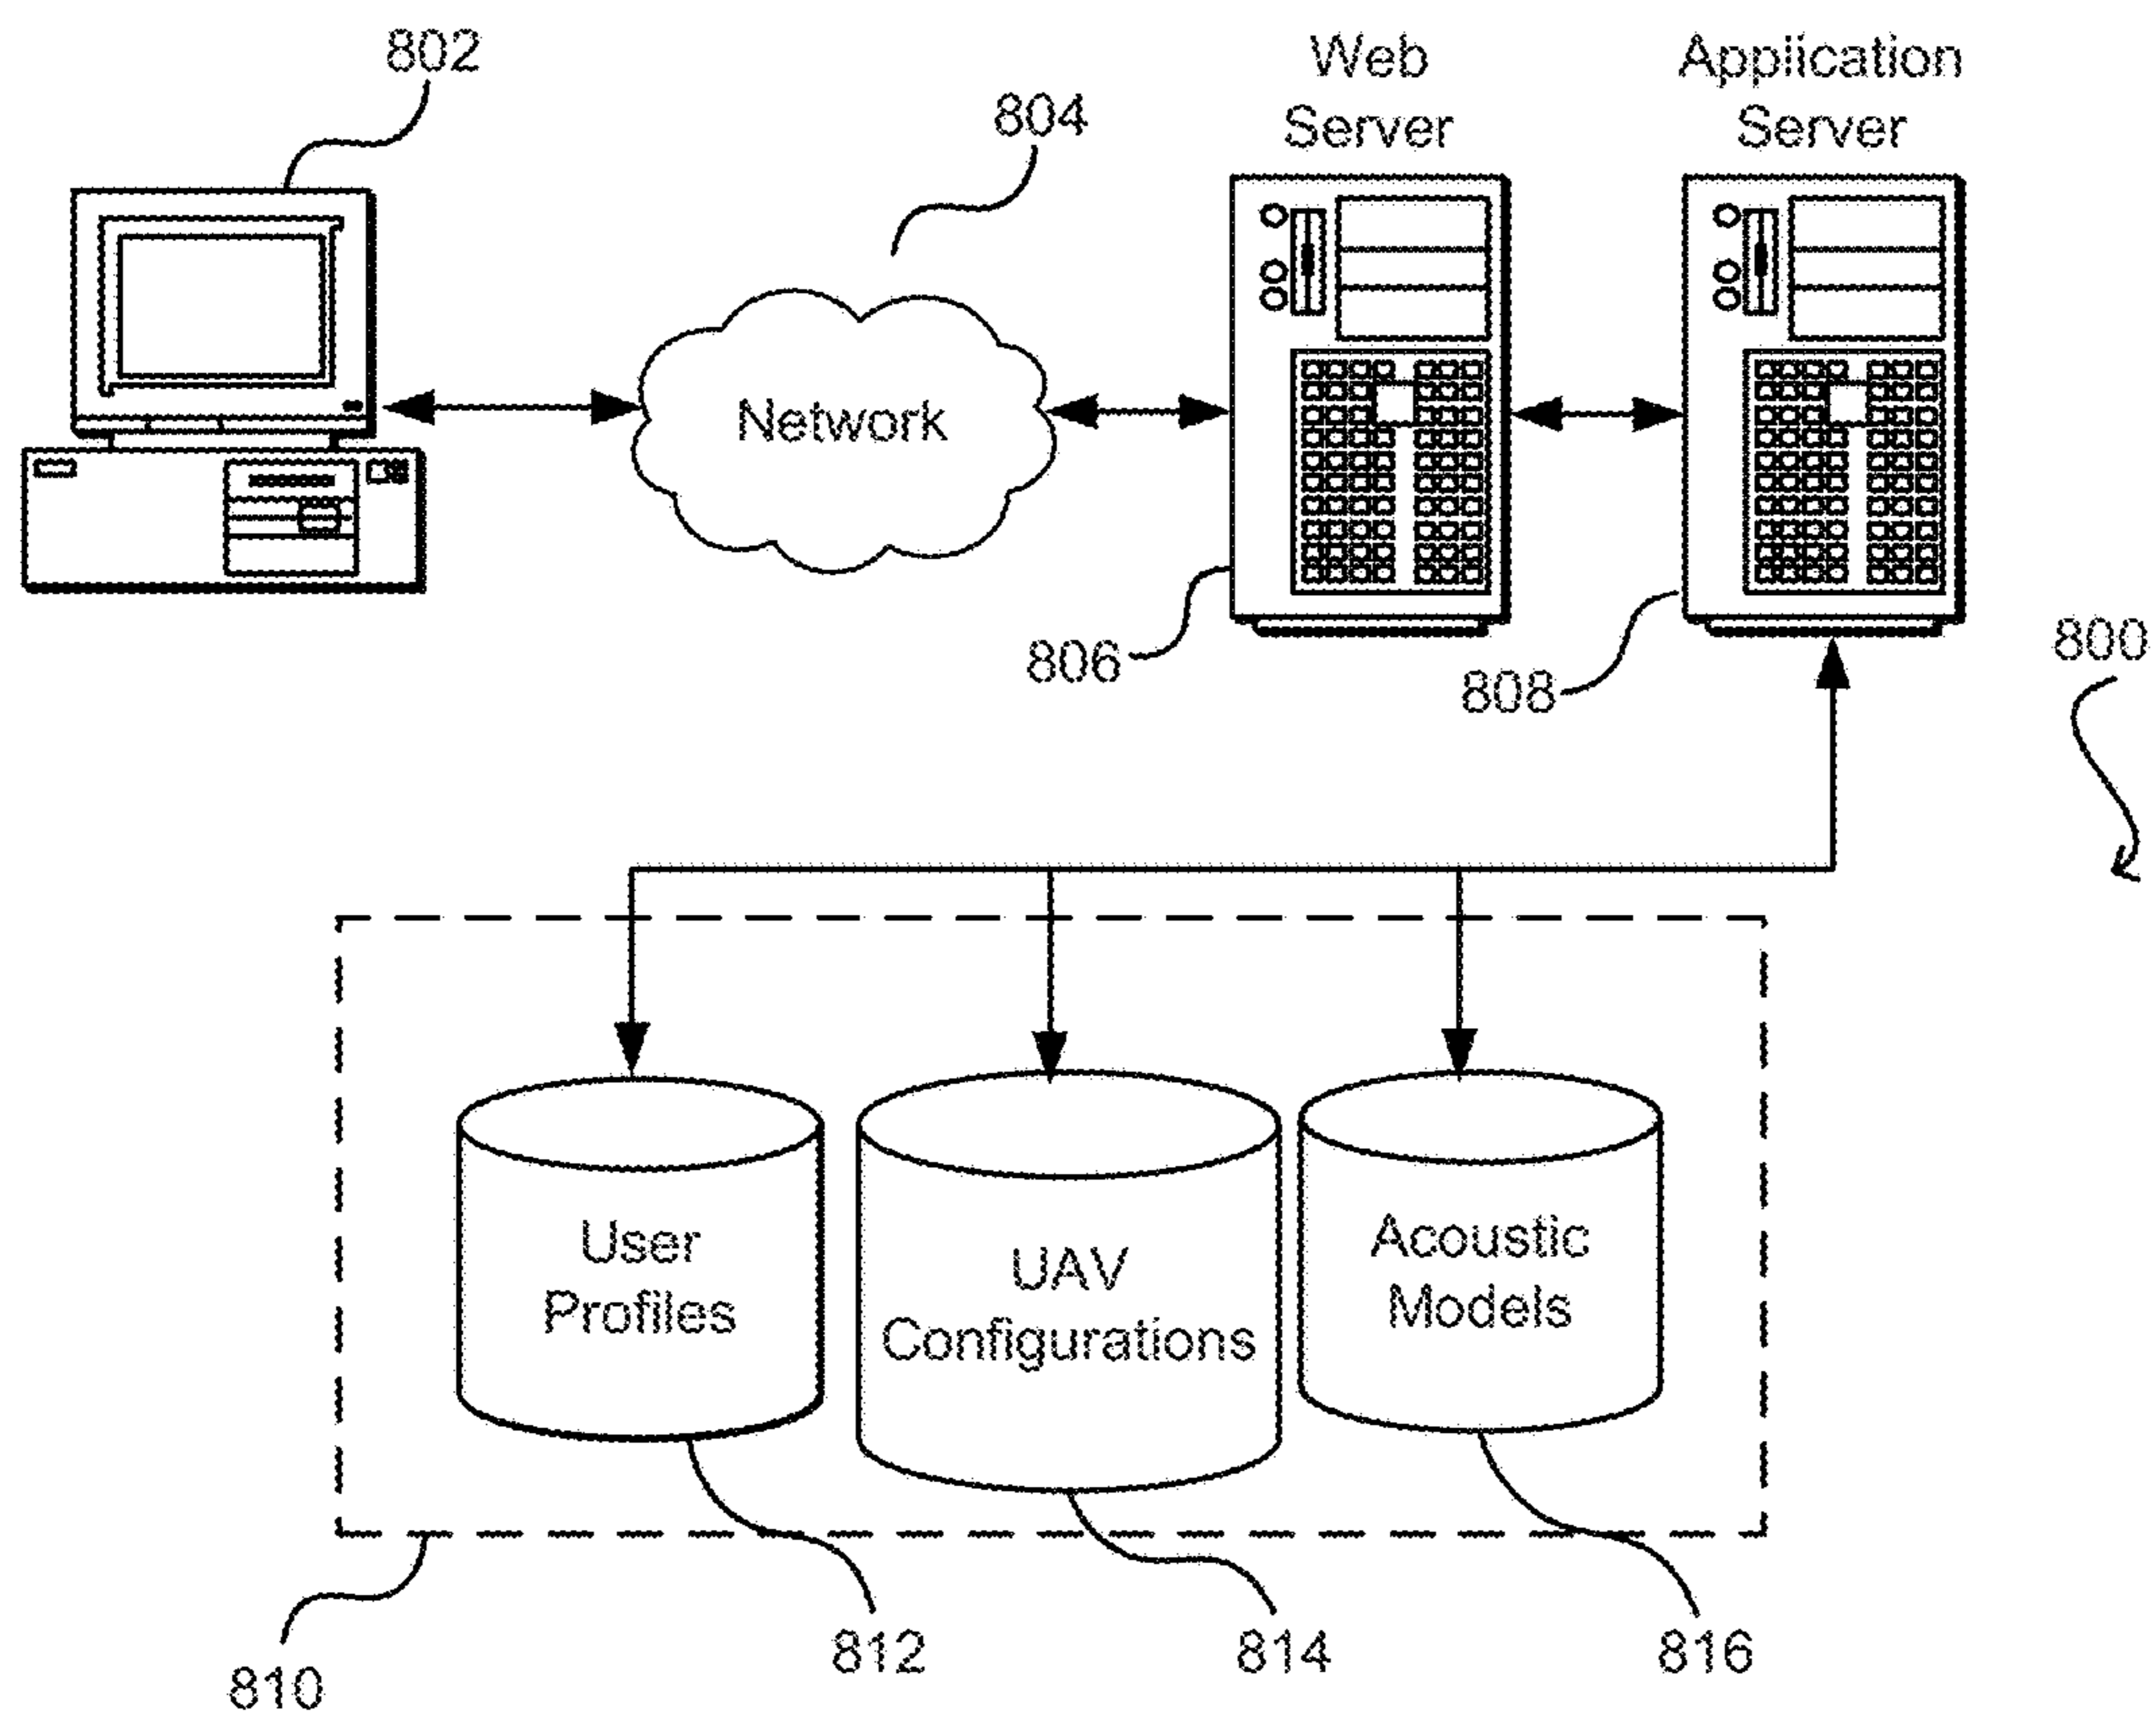 802
804
Web
Server
Application
Server
Network
806
808
800
User
Profiles
UAV
Configurations
Acoustic
Models
810
812
814
816